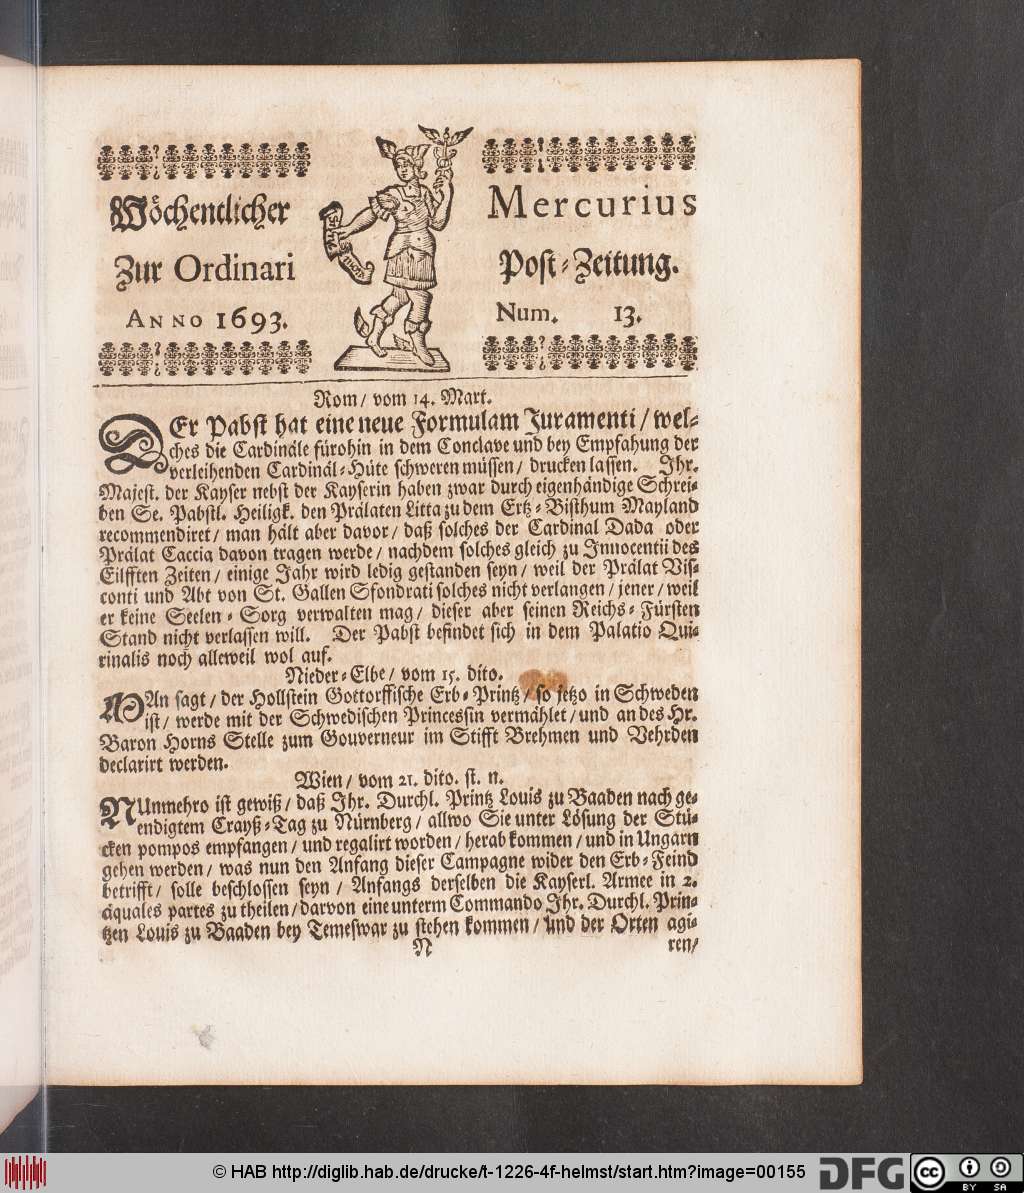 Wöchentlicher Mercurius
Zur Ordinari Post-Zeitung.
ANNO 1693. Num. 13.
Rom/ vom 14. Mart.
DEr Pabst hat eine neue Formulam Juramenti/ wel-
ches die Cardinäle fürohin in dem Conclave und bey Empfahung der
verleihenden Cardinal-Hüte schweren müssen/ drucken lassen. Ihr.
Majest. der Kayser nebst der Kayserin haben zwar durch eigenhändige Schrei-
ben Se. Pabstl. Heiligk. den Prälaten Litta zu dem Ertz-Bisthum Mayland
recommendiret/ man hält aber davor/ daß solches der Cardinal Dada oder
Prälat Caccia davon tragen werde/ nachdem solches gleich zu Innocentii des
Eilfften Zeiten/ einige Jahr wird ledig gestanden seyn/ weil der Prälat Vis-
conti und Abt von St. Gallen Sfondrati solches nicht verlangen/ jener/ weil
er keine Seelen-Sorg verwalten mag/ dieser aber seinen Reichs-Fürsten
Stand nicht verlassen will. Der Pabst befindet sich in dem Palatio Qui-
rinalis noch alleweil wol auf.
Nieder-Elbe/ vom 15. dito.
MAn sagt/ der Hollstein Gottorffische Erb-Printz/ so jetzo in Schweden
ist/ werde mit der Schwedischen Princessin vermählet/ und an des Hr.
Baron Horns Stelle zum Gouverneur im Stifft Brehmen und Vehrden
declarirt werden.
Wien/ vom 21. dito. st. n.
NUnmehro ist gewiß/ daß Ihr. Durchl. Printz Louis zu Baaden nach ge-
endigtem Crayß-Tag zu Nürnberg/ allwo Sie unter Lösung der Stü-
cken pompos empfangen/ und regalirt worden/ herab kommen/ und in Ungarn
gehen werden/ was nun den Anfang dieser Campagne wider den Erb-Feind
betrifft/ solle beschlossen seyn/ Anfangs derselben die Kayserl. Armee in 2.
æquales partes zu theilen/ darvon eine unterm Commando Ihr. Durchl. Prin-
tzen Louis zu Baaden bey Temeswar zu stehen kommen/ und der Orten agi-
N ren/
© HAB http://diglib.hab.de/drucke/t-1226-4f-helmst/start.htm?image=00155 DFG cc BY SA